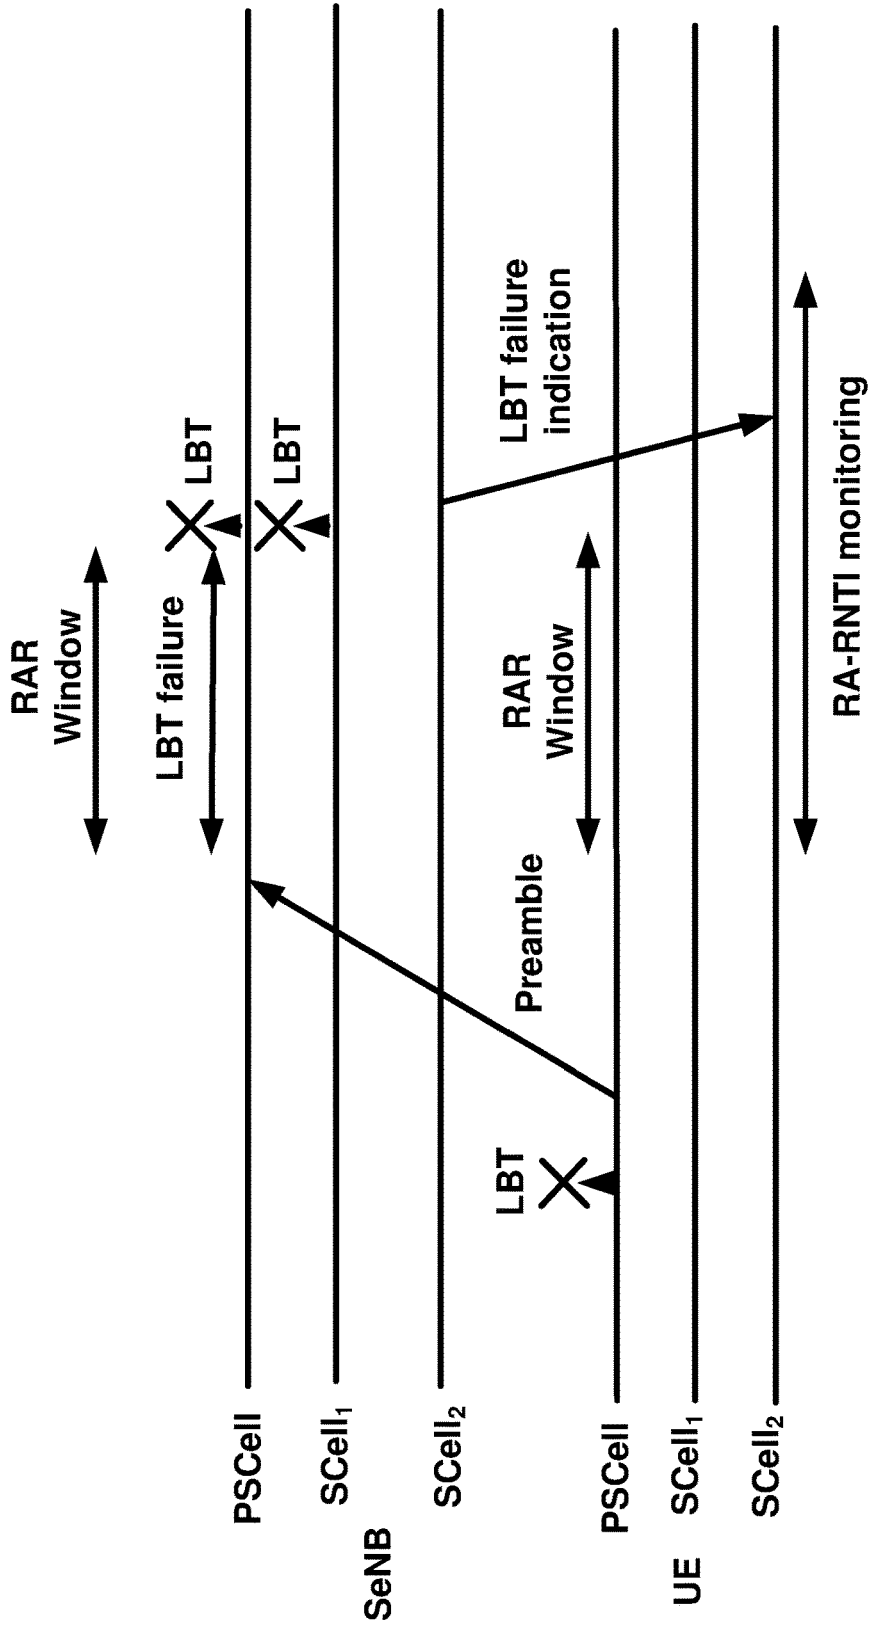 RAR
Window
LBT failure
LBT
LBT
PSCell
SCell₁
SCell₂
SeNB
LBT failure
indication
RAR
Window
Preamble
LBT
PSCell
SCell₁
SCell₂
UE
RA-RNTI monitoring